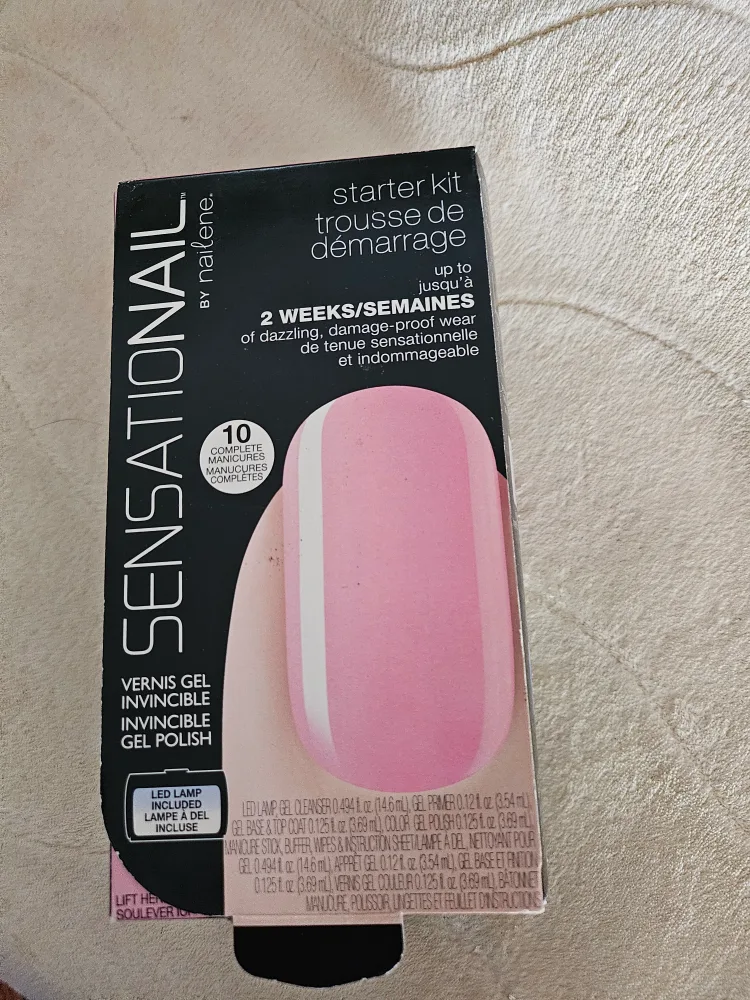 SENSATIONAIL™
BY nailene.
starter kit
trousse de
démarrage
up to
jusqu'à
2 WEEKS/SEMAINES
of dazzling, damage-proof wear
de tenue sensationnelle
et indommageable
10
COMPLETE
MANICURES
MANUCURES
COMPLÈTES
VERNIS GEL
INVINCIBLE
INVINCIBLE
GEL POLISH
LED LAMP
INCLUDED
LAMPE À DEL
INCLUSE
LED LAMP, GEL CLEANSER 0.494 fl. oz. (14.6 mL), GEL PRIMER 0.12 fl. oz. (3.54 mL),
GEL BASE & TOP COAT 0.125 fl. oz. (3.69 mL), COLOR GEL POLISH 0.125 fl. oz. (3.69 mL),
MANICURE STICK, BUFFER, WIPES & INSTRUCTION SHEET/LAMPE À DEL, NETTOYANT POUR
GEL 0.494 fl. oz. (14.6 mL), APPRÊT GEL 0.12 fl. oz. (3.54 mL), GEL BASE ET FINITION
0.125 fl. oz. (3.69 mL), VERNIS GEL COULEUR 0.125 fl. oz. (3.69 mL), BÂTONNET
MANUCURE, POLISSOIR, LINGETTES ET FEUILLET D'INSTRUCTIONS
LIFT
SOULEVER